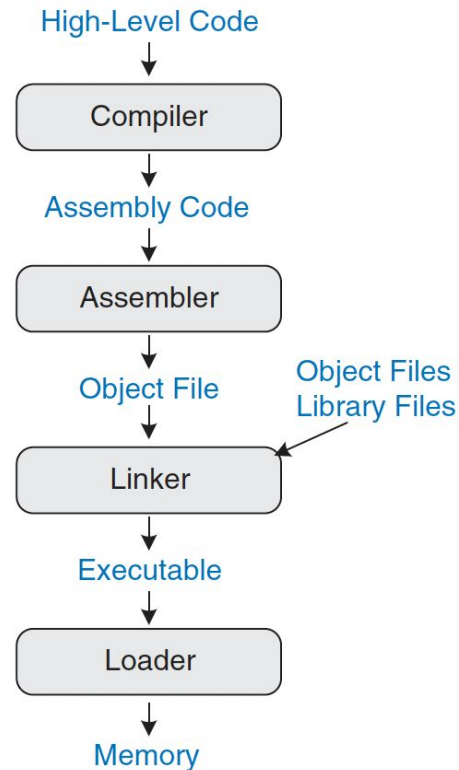 High-Level Code
Compiler
Assembly Code
Assembler
Object File
Object Files
Library Files
Linker
Executable
Loader
Memory